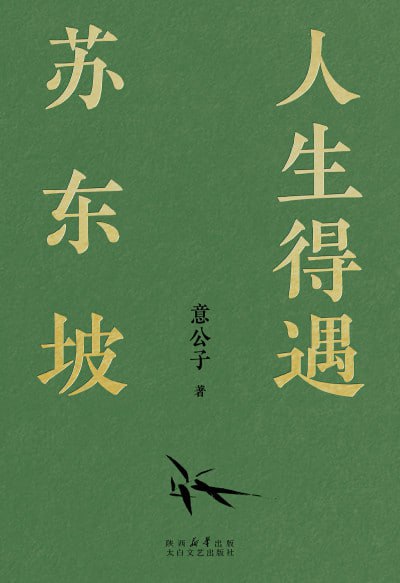 人生得遇
苏东坡
意公子 著
陕西新华出版
太白文艺出版社